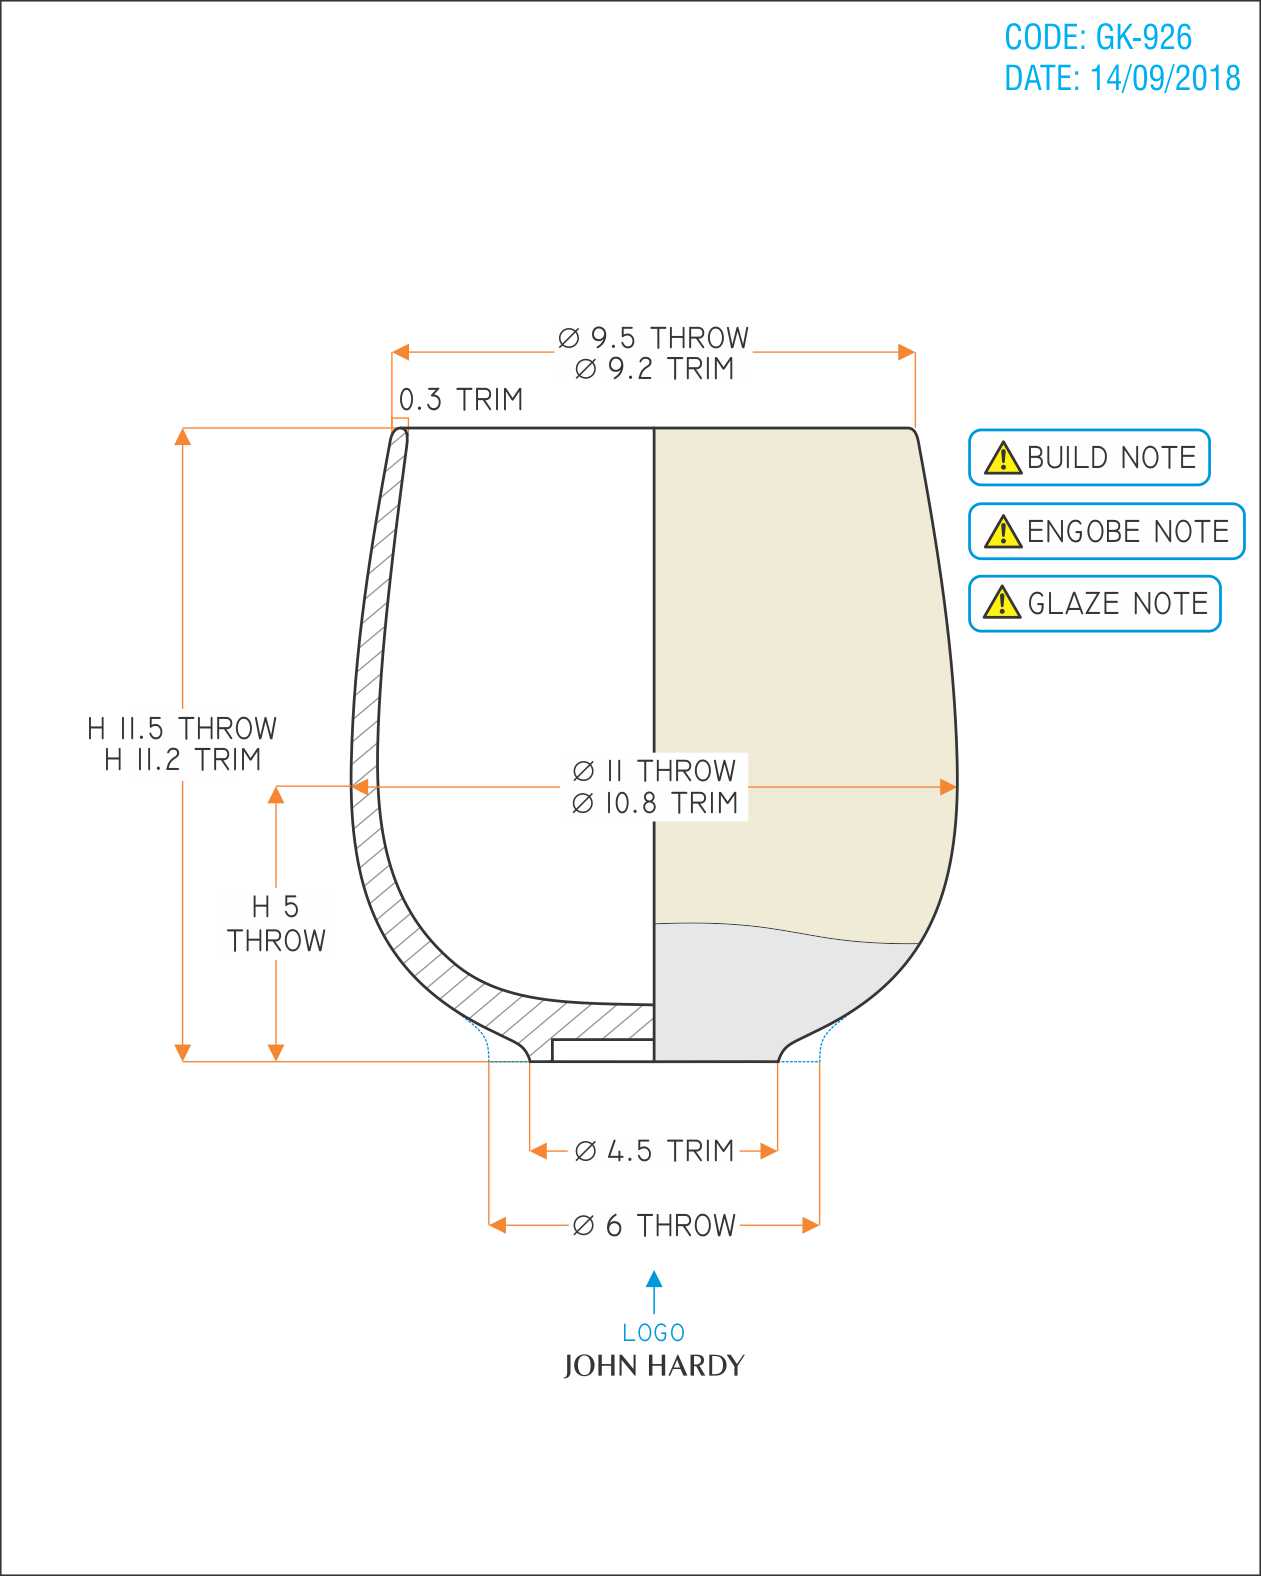 CODE: GK-926
DATE: 14/09/2018
Ø 9.5 THROW
Ø 9.2 TRIM
0.3 TRIM
BUILD NOTE
ENGOBE NOTE
GLAZE NOTE
H 11.5 THROW
H 11.2 TRIM
Ø 11 THROW
Ø 10.8 TRIM
H 5
THROW
Ø 4.5 TRIM
Ø 6 THROW
LOGO
JOHN HARDY